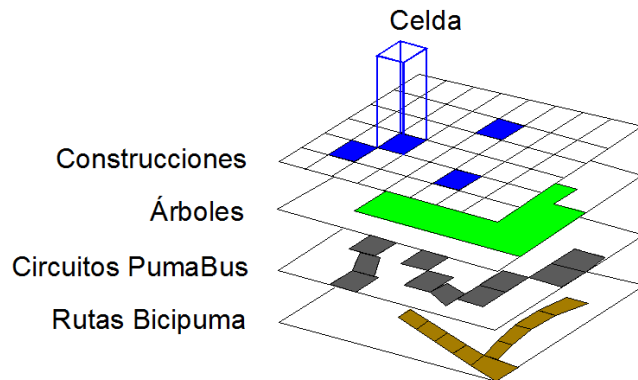 Celda
Construcciones
Árboles
Circuitos PumaBus
Rutas Bicipuma